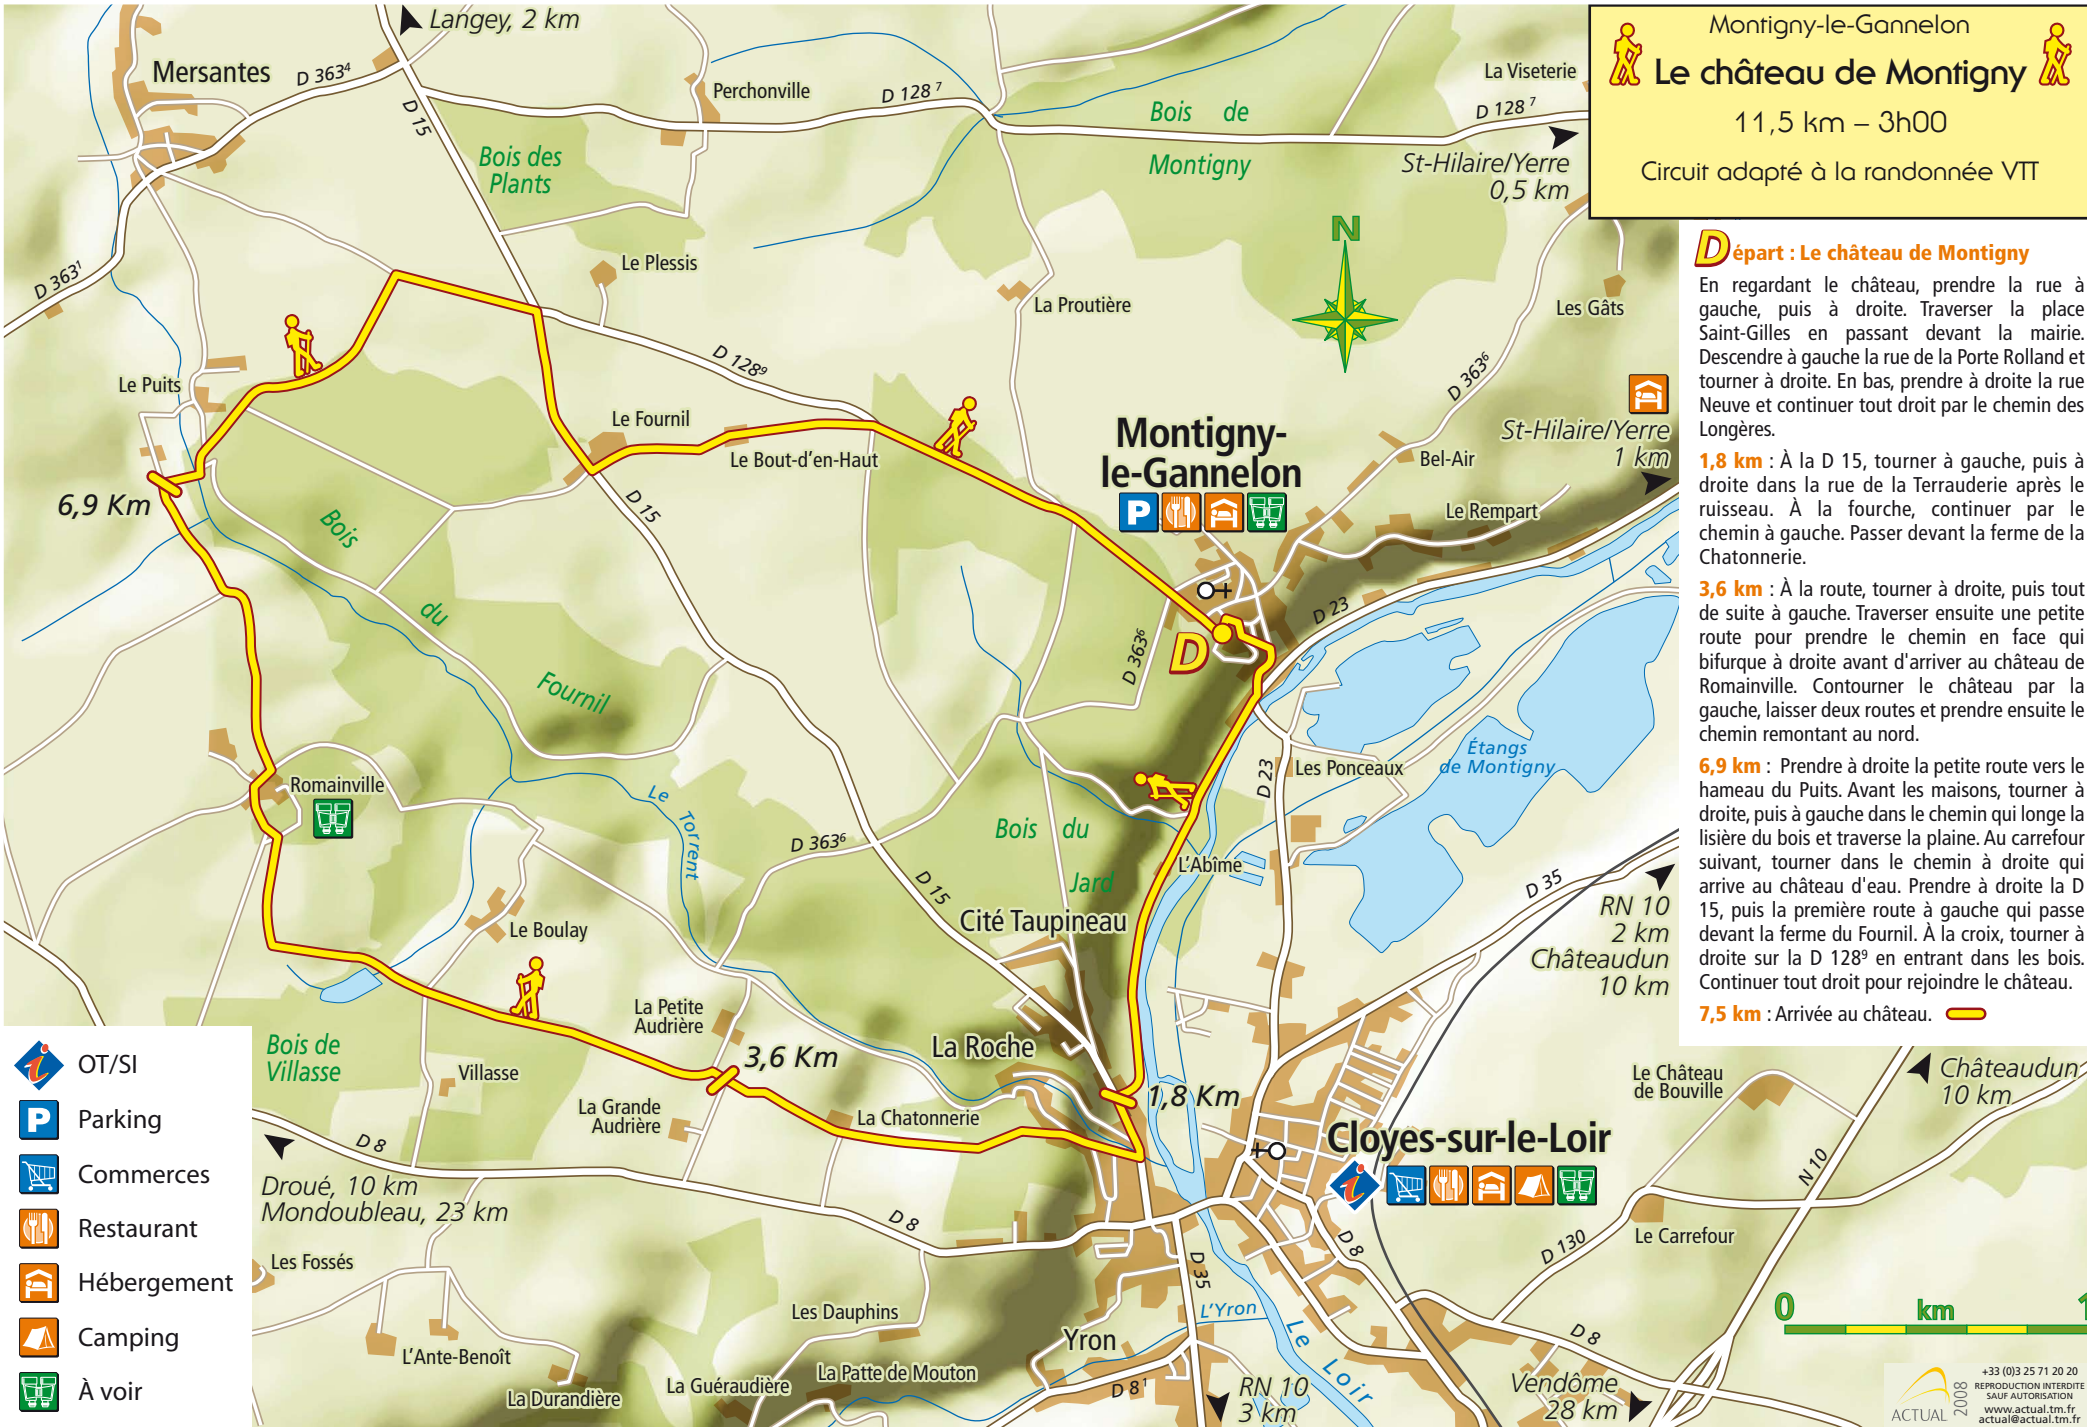 Montigny-le-Gannelon
Le château de Montigny
11,5 km – 3h00
Circuit adapté à la randonnée VTT
Départ : Le château de Montigny
En regardant le château, prendre la rue à
gauche, puis à droite. Traverser la place
Saint-Gilles en passant devant la mairie.
Descendre à gauche la rue de la Porte Rolland et
tourner à droite. En bas, prendre à droite la rue
Neuve et continuer tout droit par le chemin des
Longères.
1,8 km : À la D 15, tourner à gauche, puis à
droite dans la rue de la Terrauderie après le
ruisseau. À la fourche, continuer par le
chemin à gauche. Passer devant la ferme de la
Chatonnerie.
3,6 km : À la route, tourner à droite, puis tout
de suite à gauche. Traverser ensuite une petite
route pour prendre le chemin en face qui
bifurque à droite avant d'arriver au château de
Romainville. Contourner le château par la
gauche, laisser deux routes et prendre ensuite le
chemin remontant au nord.
6,9 km : Prendre à droite la petite route vers le
hameau du Puits. Avant les maisons, tourner à
droite, puis à gauche dans le chemin qui longe la
lisière du bois et traverse la plaine. Au carrefour
suivant, tourner dans le chemin à droite qui
arrive au château d'eau. Prendre à droite la D
15, puis la première route à gauche qui passe
devant la ferme du Fournil. À la croix, tourner à
droite sur la D 128⁹ en entrant dans les bois.
Continuer tout droit pour rejoindre le château.
7,5 km : Arrivée au château.
Langey, 2 km
Mersantes
D 363⁴
D 15
Perchonville
D 128⁷
Bois de
Montigny
La Viseterie
D 128⁷
St-Hilaire/Yerre
0,5 km
Bois des
Plants
D 363¹
Le Plessis
La Proutière
N
Les Gâts
D 128⁹
D 363⁶
Le Puits
Le Fournil
Le Bout-d'en-Haut
Montigny-
le-Gannelon
P
Bel-Air
St-Hilaire/Yerre
1 km
Le Rempart
6,9 Km
Bois
du
Fournil
D 15
D 23
D 363⁶
D
Romainville
Le
Torrent
D 363⁶
D 15
Bois du
Jard
L'Abîme
D 23
Les Ponceaux
Étangs
de Montigny
D 35
RN 10
2 km
Châteaudun
10 km
Cité Taupineau
Le Boulay
La Petite
Audrière
La Roche
3,6 Km
1,8 Km
Bois de
Villasse
Villasse
La Grande
Audrière
La Chatonnerie
Cloyes-sur-le-Loir
i
Le Château
de Bouville
Châteaudun
10 km
N 10
D 8
Droué, 10 km
Mondoubleau, 23 km
D 8
D 35
D 8
D 130
Le Carrefour
Les Fossés
L'Ante-Benoît
La Durandière
Les Dauphins
La Guéraudière
La Patte de Mouton
Yron
L'Yron
Le Loir
D 8¹
RN 10
3 km
D 8
Vendôme
28 km
0 km 1
i OT/SI
P Parking
Commerces
Restaurant
Hébergement
Camping
À voir
ACTUAL 2008
+33 (0)3 25 71 20 20
REPRODUCTION INTERDITE
SAUF AUTORISATION
www.actual.tm.fr
actual@actual.tm.fr